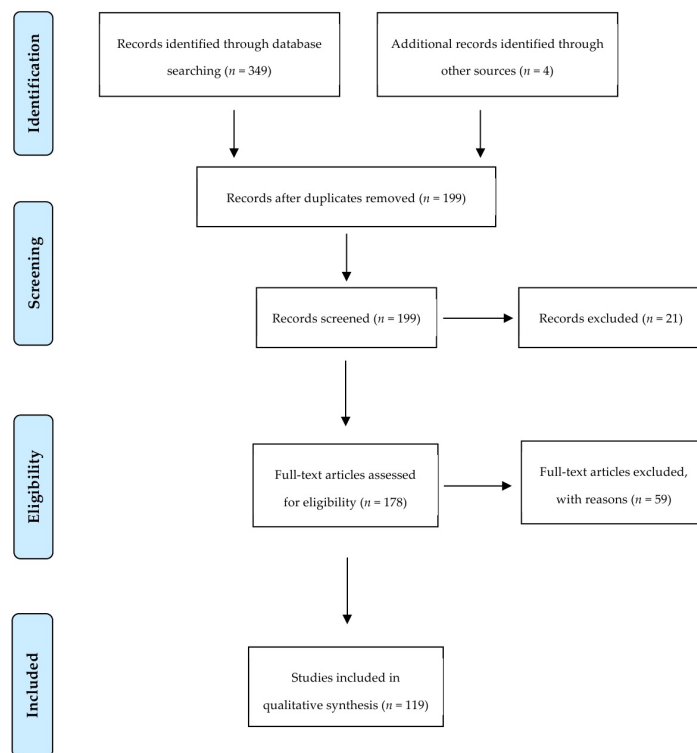 Identification
Records identified through database
searching (n = 349)
Additional records identified through
other sources (n = 4)
Records after duplicates removed (n = 199)
Screening
Records screened (n = 199)
Records excluded (n = 21)
Eligibility
Full-text articles assessed
for eligibility (n = 178)
Full-text articles excluded,
with reasons (n = 59)
Included
Studies included in
qualitative synthesis (n = 119)